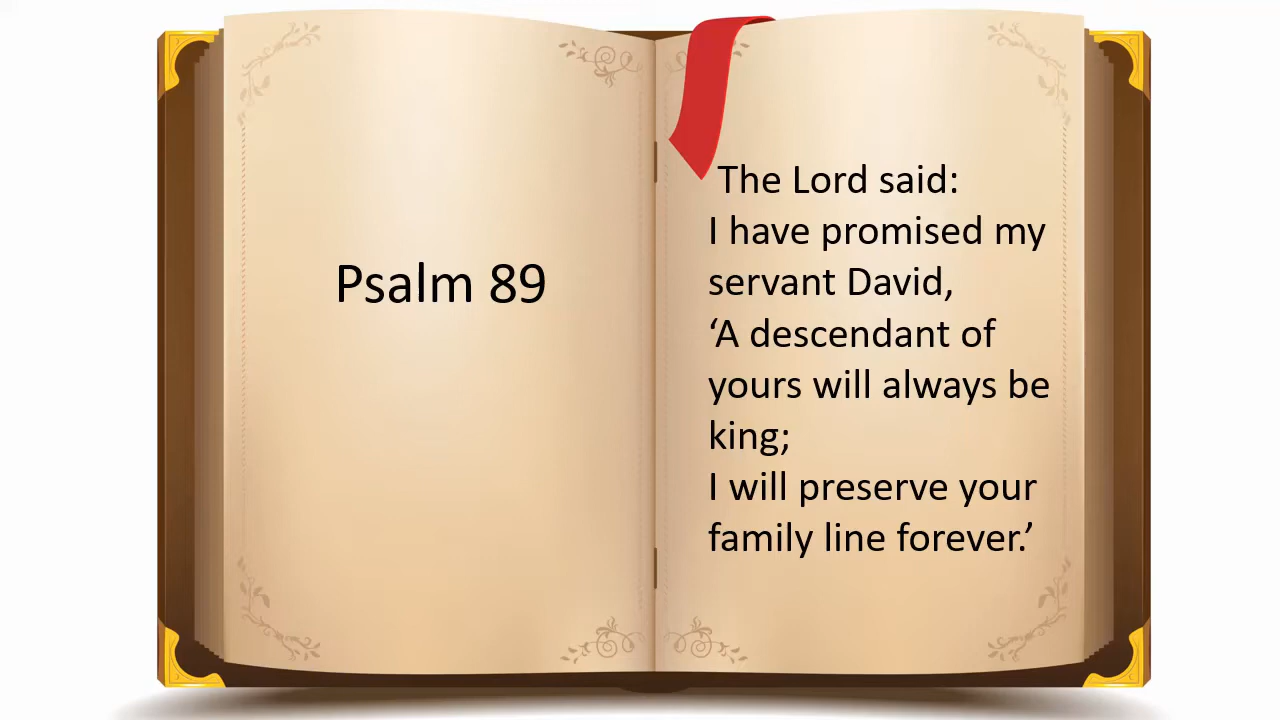 Psalm 89
The Lord said:
I have promised my
servant David,
‘A descendant of
yours will always be
king;
I will preserve your
family line forever.’